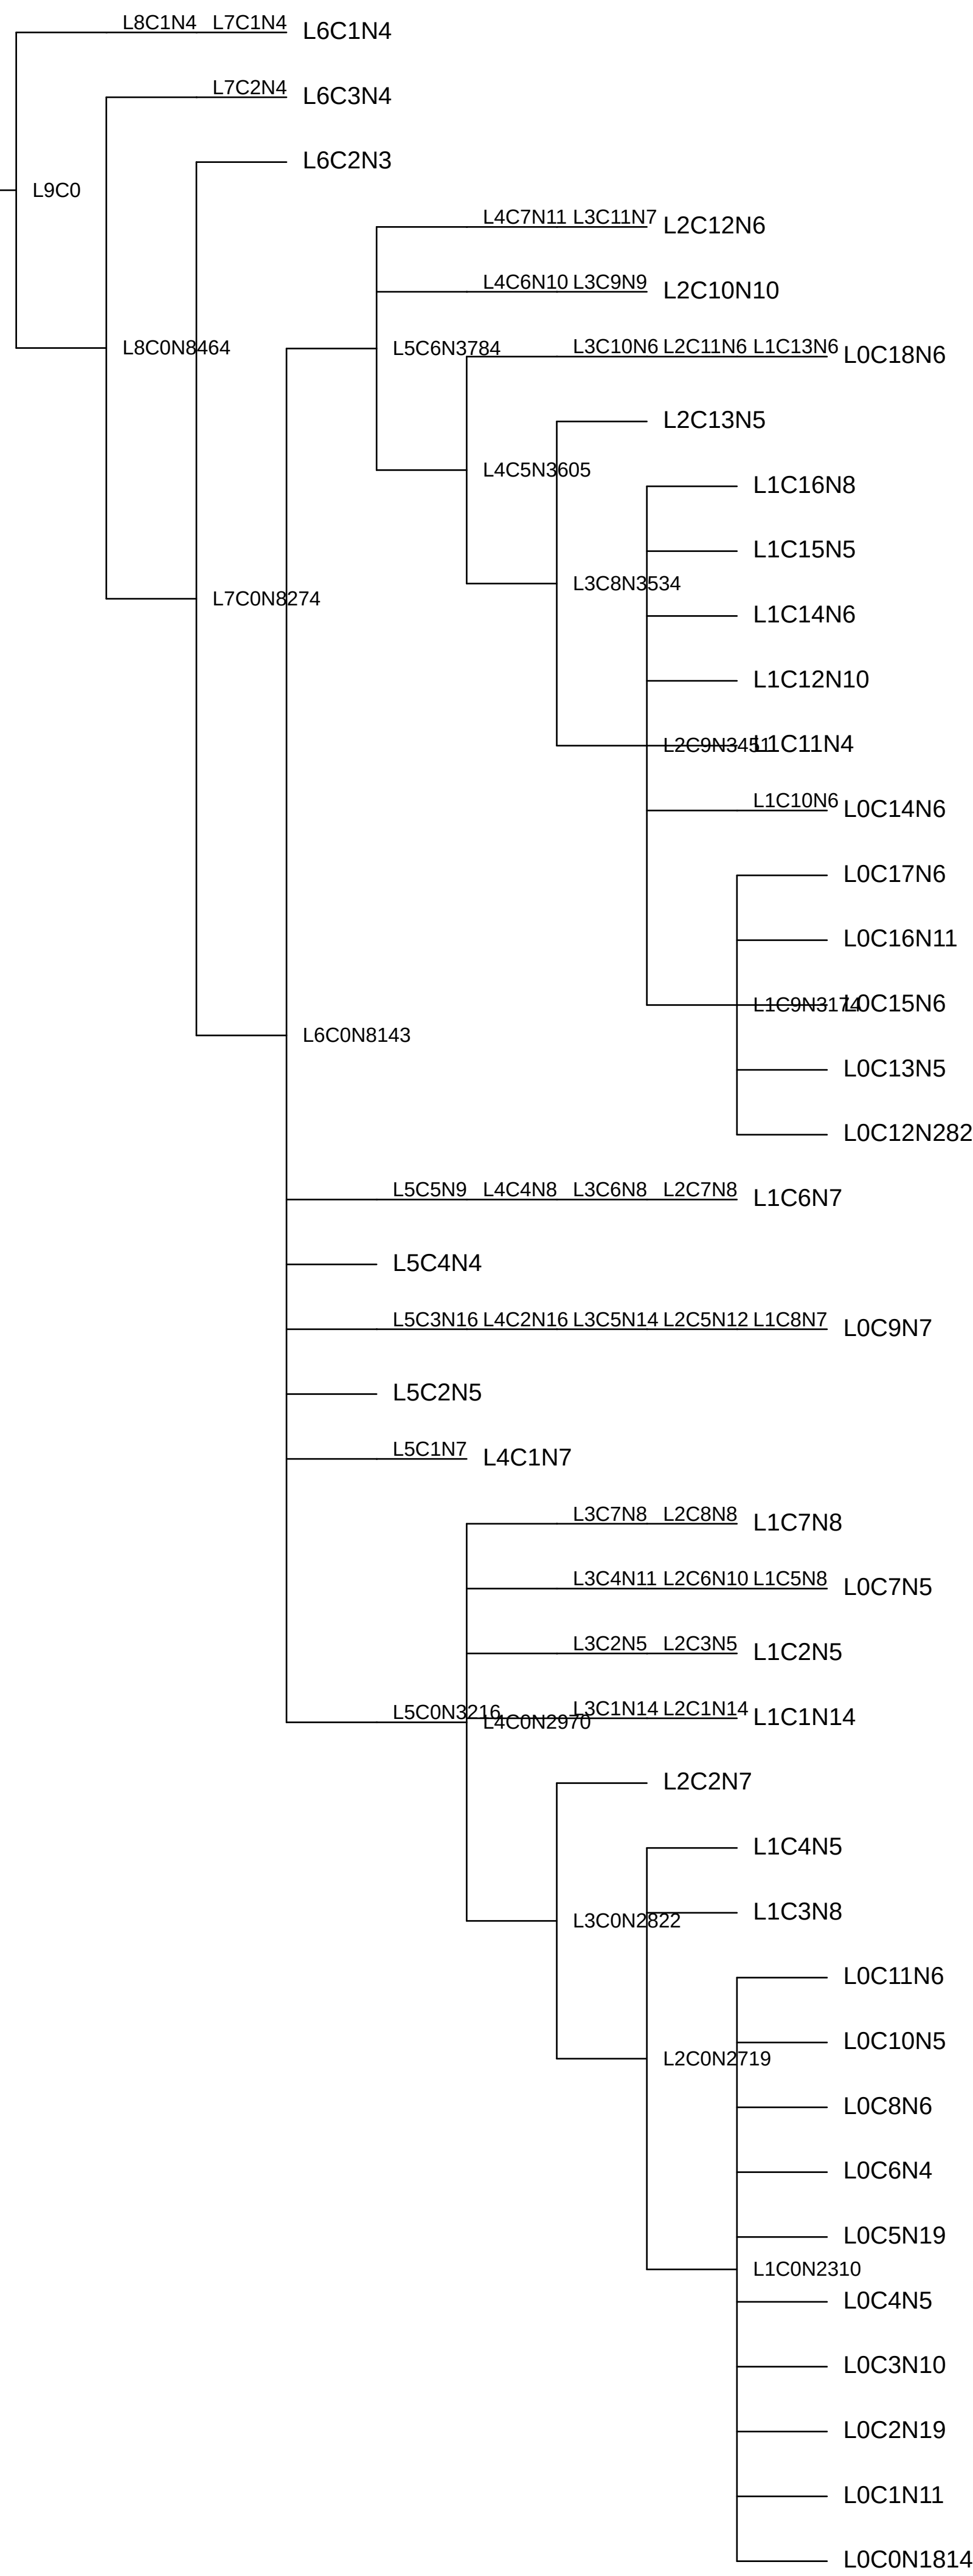 L8C1N4 L7C1N4 L6C1N4
L7C2N4 L6C3N4
L6C2N3
L9C0
L4C7N11 L3C11N7 L2C12N6
L4C6N10 L3C9N9 L2C10N10
L8C0N8464 L5C6N3784 L3C10N6 L2C11N6 L1C13N6 L0C18N6
L2C13N5
L4C5N3605
L1C16N8
L1C15N5
L3C8N3534
L7C0N8274
L1C14N6
L1C12N10
L2C9N3451 L1C11N4
L1C10N6 L0C14N6
L0C17N6
L0C16N11
L1C9N3174 L0C15N6
L6C0N8143
L0C13N5
L0C12N282
L5C5N9 L4C4N8 L3C6N8 L2C7N8 L1C6N7
L5C4N4
L5C3N16 L4C2N16 L3C5N14 L2C5N12 L1C8N7 L0C9N7
L5C2N5
L5C1N7 L4C1N7
L3C7N8 L2C8N8 L1C7N8
L3C4N11 L2C6N10 L1C5N8 L0C7N5
L3C2N5 L2C3N5 L1C2N5
L5C0N3216 L4C0N2970 L3C1N14 L2C1N14 L1C1N14
L2C2N7
L1C4N5
L3C0N2822 L1C3N8
L0C11N6
L0C10N5
L2C0N2719
L0C8N6
L0C6N4
L0C5N19
L1C0N2310
L0C4N5
L0C3N10
L0C2N19
L0C1N11
L0C0N1814